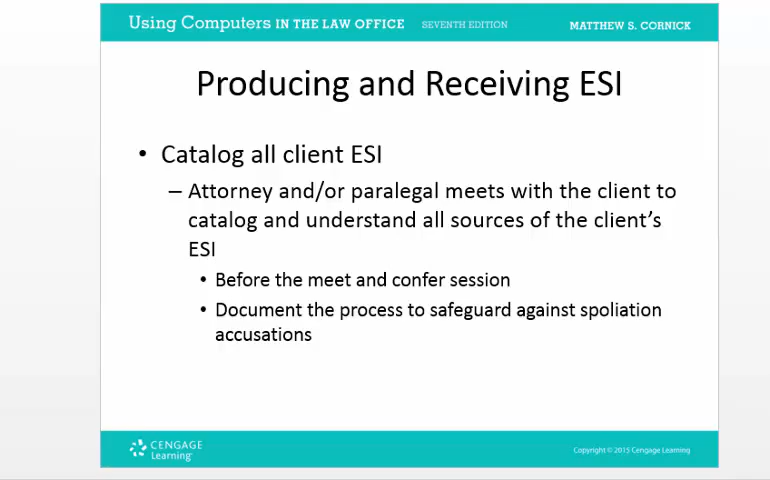 Using Computers IN THE LAW OFFICE SEVENTH EDITION MATTHEW S. CORNICK
Producing and Receiving ESI
• Catalog all client ESI
– Attorney and/or paralegal meets with the client to
catalog and understand all sources of the client's
ESI
• Before the meet and confer session
• Document the process to safeguard against spoliation
accusations
CENGAGE
Learning
Copyright © 2015 Cengage Learning